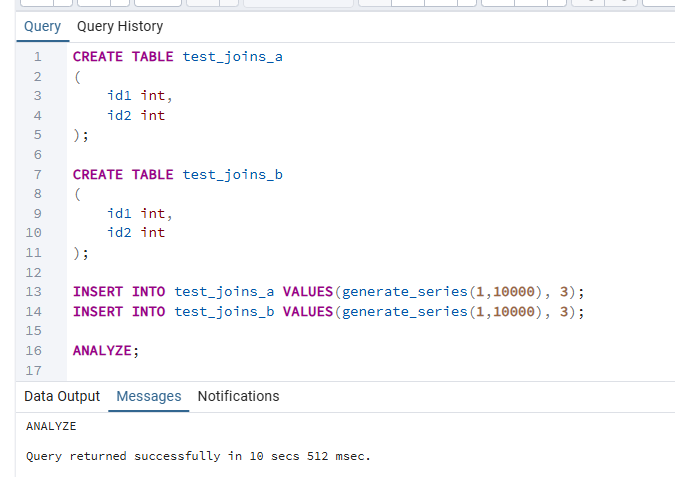 Query Query History
1 CREATE TABLE test_joins_a
2 (
3 id1 int,
4 id2 int
5 );
6
7 CREATE TABLE test_joins_b
8 (
9 id1 int,
10 id2 int
11 );
12
13 INSERT INTO test_joins_a VALUES(generate_series(1,10000), 3);
14 INSERT INTO test_joins_b VALUES(generate_series(1,10000), 3);
15
16 ANALYZE;
17
Data Output Messages Notifications
ANALYZE
Query returned successfully in 10 secs 512 msec.